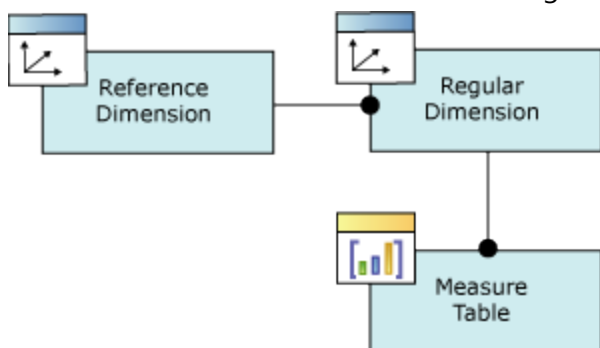 Reference
Dimension
Regular
Dimension
Measure
Table